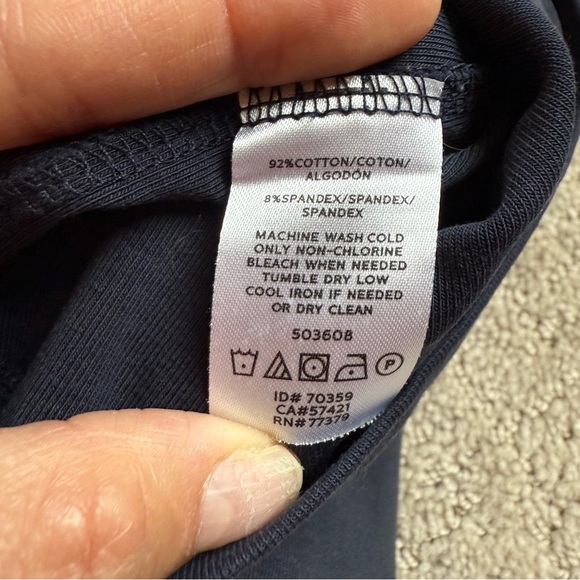 92%COTTON/COTON/
ALGODÓN
8%SPANDEX/SPANDEX/
SPANDEX
MACHINE WASH COLD
ONLY NON-CHLORINE
BLEACH WHEN NEEDED
TUMBLE DRY LOW
COOL IRON IF NEEDED
OR DRY CLEAN
503608
P
ID# 70359
CA#57421
RN#77379